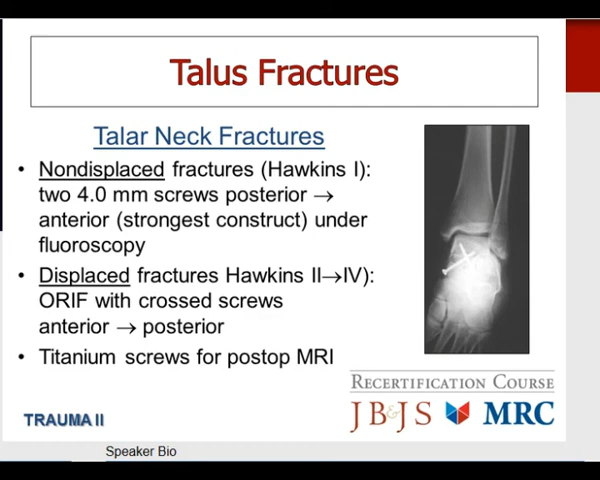 Talus Fractures
Talar Neck Fractures
• Nondisplaced fractures (Hawkins I):
two 4.0 mm screws posterior →
anterior (strongest construct) under
fluoroscopy
• Displaced fractures Hawkins II→IV):
ORIF with crossed screws
anterior → posterior
• Titanium screws for postop MRI
RECERTIFICATION COURSE
JB&JS MRC
TRAUMA II
Speaker Bio